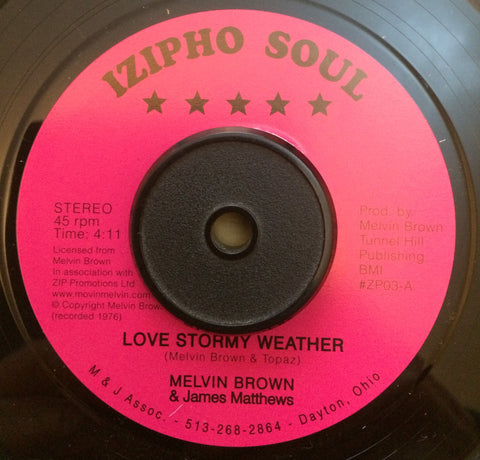 IZIPHO SOUL
STEREO
45 rpm
Time: 4:11
Licensed from
Melvin Brown
In association with
ZIP Promotions Ltd
www.movinmelvin.com
© Copyright Melvin Brown
(recorded 1976)
Prod. by
Melvin Brown
Tunnel Hill
Publishing
BMI
#ZP03-A
LOVE STORMY WEATHER
(Melvin Brown & Topaz)
MELVIN BROWN
& James Matthews
M & J Assoc. - 513-268-2864 - Dayton, Ohio